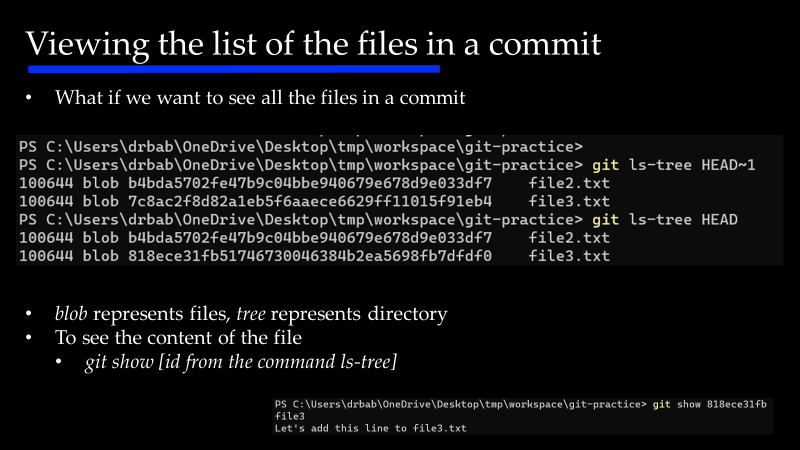 Viewing the list of the files in a commit
• What if we want to see all the files in a commit
PS C:\Users\drbab\OneDrive\Desktop\tmp\workspace\git-practice>
PS C:\Users\drbab\OneDrive\Desktop\tmp\workspace\git-practice> git ls-tree HEAD~1
100644 blob b4bda5702fe47b9c04bbe940679e678d9e033df7    file2.txt
100644 blob 7c8ac2f8d82a1eb5f6aaece6629ff11015f91eb4    file3.txt
PS C:\Users\drbab\OneDrive\Desktop\tmp\workspace\git-practice> git ls-tree HEAD
100644 blob b4bda5702fe47b9c04bbe940679e678d9e033df7    file2.txt
100644 blob 818ece31fb51746730046384b2ea5698fb7dfdf0    file3.txt
• blob represents files, tree represents directory
• To see the content of the file
• git show [id from the command ls-tree]
PS C:\Users\drbab\OneDrive\Desktop\tmp\workspace\git-practice> git show 818ece31fb
file3
Let's add this line to file3.txt